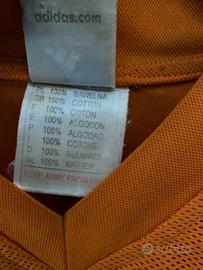 adidas.com
PL 100% BAWEŁNA
GB 100% COTTON
F 100% COTON
E 100% ALGODON
P 100% ALGODAO
I 100% COTONE
D 100% BAUMWOLLE
NL 100% KATOEN
KEEP AWAY FROM
subito